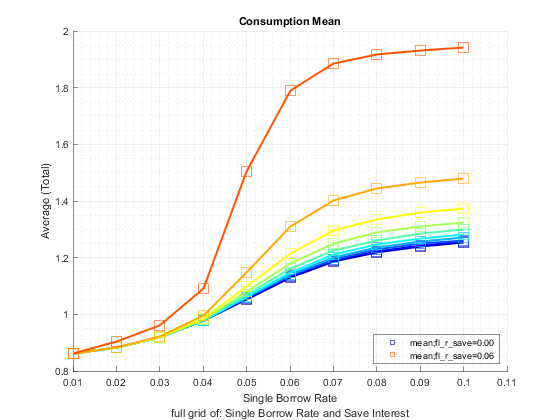 Consumption Mean
Average (Total)
2
1.8
1.6
1.4
1.2
1
0.8
0.01 0.02 0.03 0.04 0.05 0.06 0.07 0.08 0.09 0.1 0.11
mean;fl_r_save=0.00
mean;fl_r_save=0.06
Single Borrow Rate
full grid of: Single Borrow Rate and Save Interest